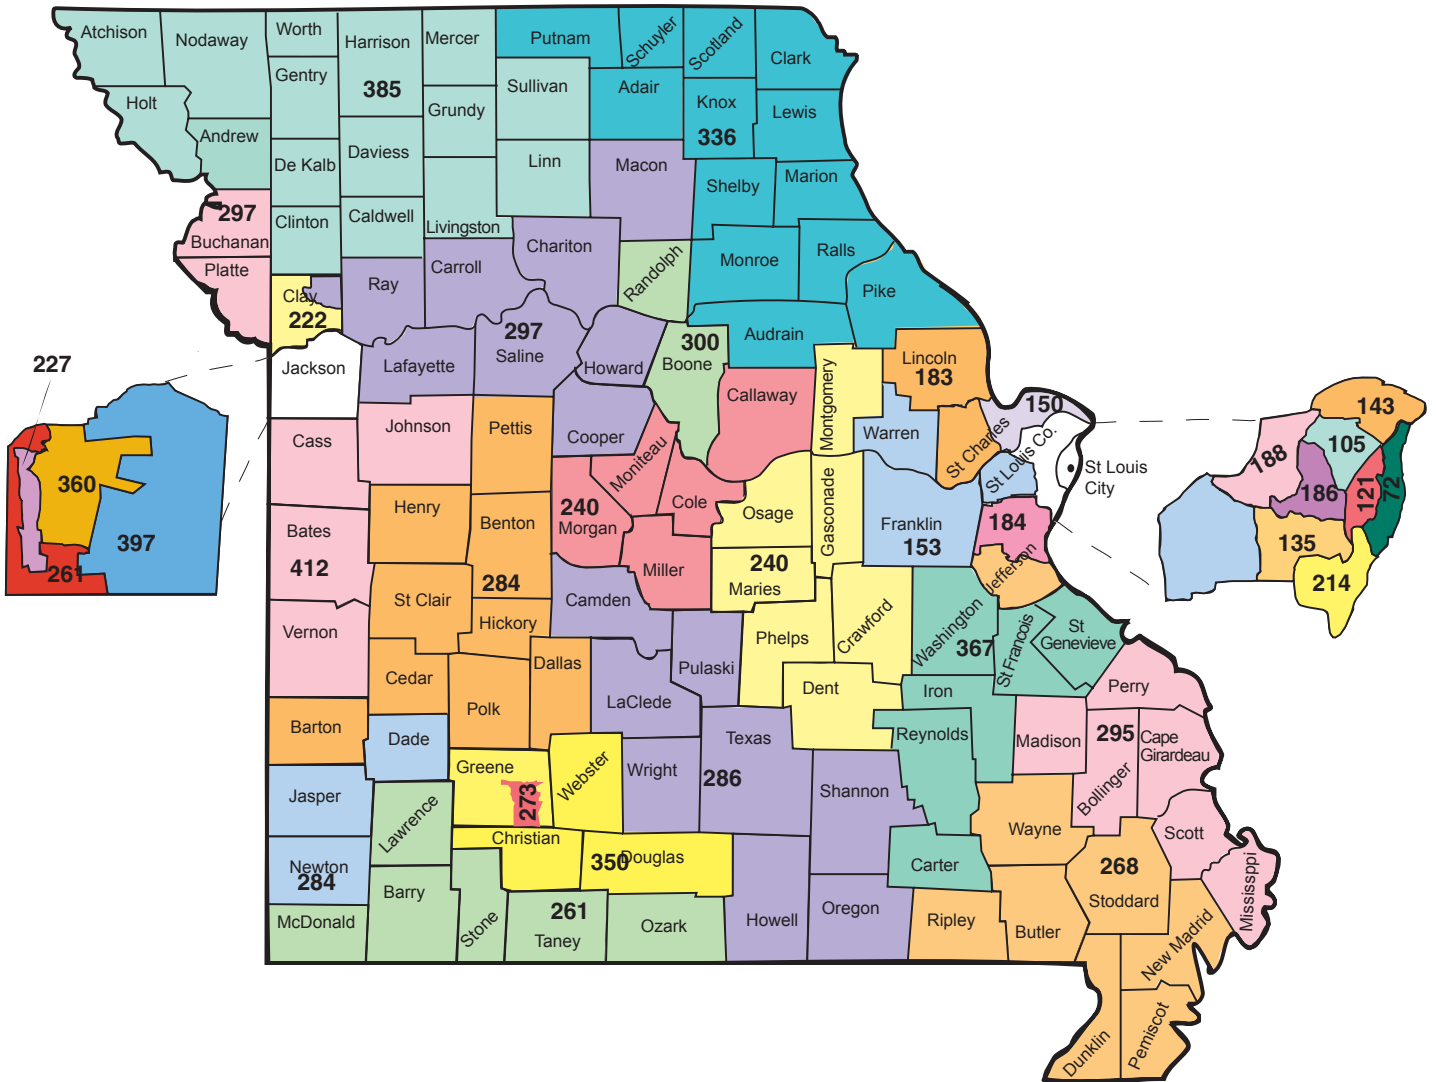 Atchison
Nodaway
Worth
Harrison
Mercer
Putnam
Schuyler
Scotland
Clark
Gentry
385
Sullivan
Adair
Holt
Grundy
Knox
336
Lewis
Andrew
De Kalb
Daviess
Linn
Macon
Shelby
Marion
297
Buchanan
Clinton
Caldwell
Livingston
Chariton
Randolph
Monroe
Ralls
Platte
Clay
222
Ray
Carroll
Pike
297
Saline
Audrain
300
Boone
Howard
Lincoln
183
Jackson
Lafayette
Callaway
Montgomery
227
Cass
Johnson
Pettis
Cooper
Moniteau
Warren
St Charles
150
St Louis Co.
St Louis
City
143
105
188
186
121
72
135
214
360
397
261
Bates
412
Henry
Benton
284
240
Morgan
Cole
Osage
Gasconade
Franklin
153
184
Jefferson
Miller
240
Maries
St Clair
Hickory
Camden
Vernon
Phelps
Crawford
Washington
367
St Francois
St
Genevieve
Cedar
Dallas
Pulaski
Dent
Iron
Perry
Polk
LaClede
Barton
Dade
Texas
Reynolds
Madison
295
Cape
Girardeau
Bollinger
Greene
273
Webster
Wright
286
Shannon
Jasper
Lawrence
Christian
350
Douglas
Wayne
Scott
Newton
284
Barry
Carter
268
Stoddard
Mississppi
McDonald
Stone
261
Taney
Ozark
Howell
Oregon
Ripley
Butler
New Madrid
Dunklin
Pemiscot